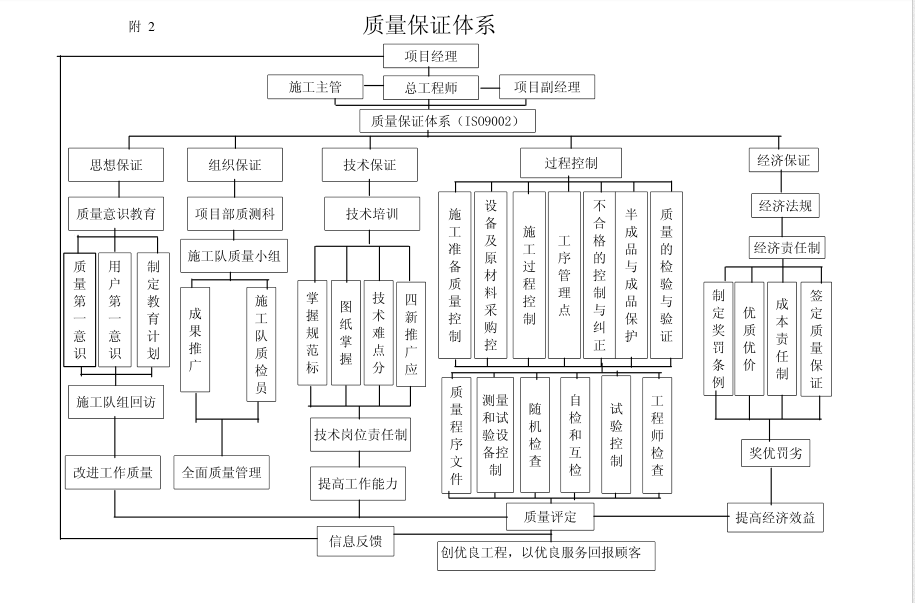 附 2
质量保证体系
项目经理
施工主管
总工程师
项目副经理
质量保证体系（ISO9002）
思想保证
组织保证
技术保证
过程控制
经济保证
质量意识教育
项目部质测科
技术培训
经济法规
施工队质量小组
经济责任制
质量第一意识
用户第一意识
制定教育计划
成果推广
施工队质检员
掌握规范标
图纸掌握
技术难点分
四新推广应
施工准备质量控制
设备及原材料采购控
施工过程控制
工序管理点
不合格的控制与纠正
半成品与成品保护
质量的检验与验证
制定奖罚条例
优质优价
成本责任制
签定质量保证
施工队组回访
技术岗位责任制
质量程序文件
测量和试验设备控制
随机检查
自检和互检
试验控制
工程师检查
奖优罚劣
改进工作质量
全面质量管理
提高工作能力
质量评定
提高经济效益
信息反馈
创优良工程，以优良服务回报顾客